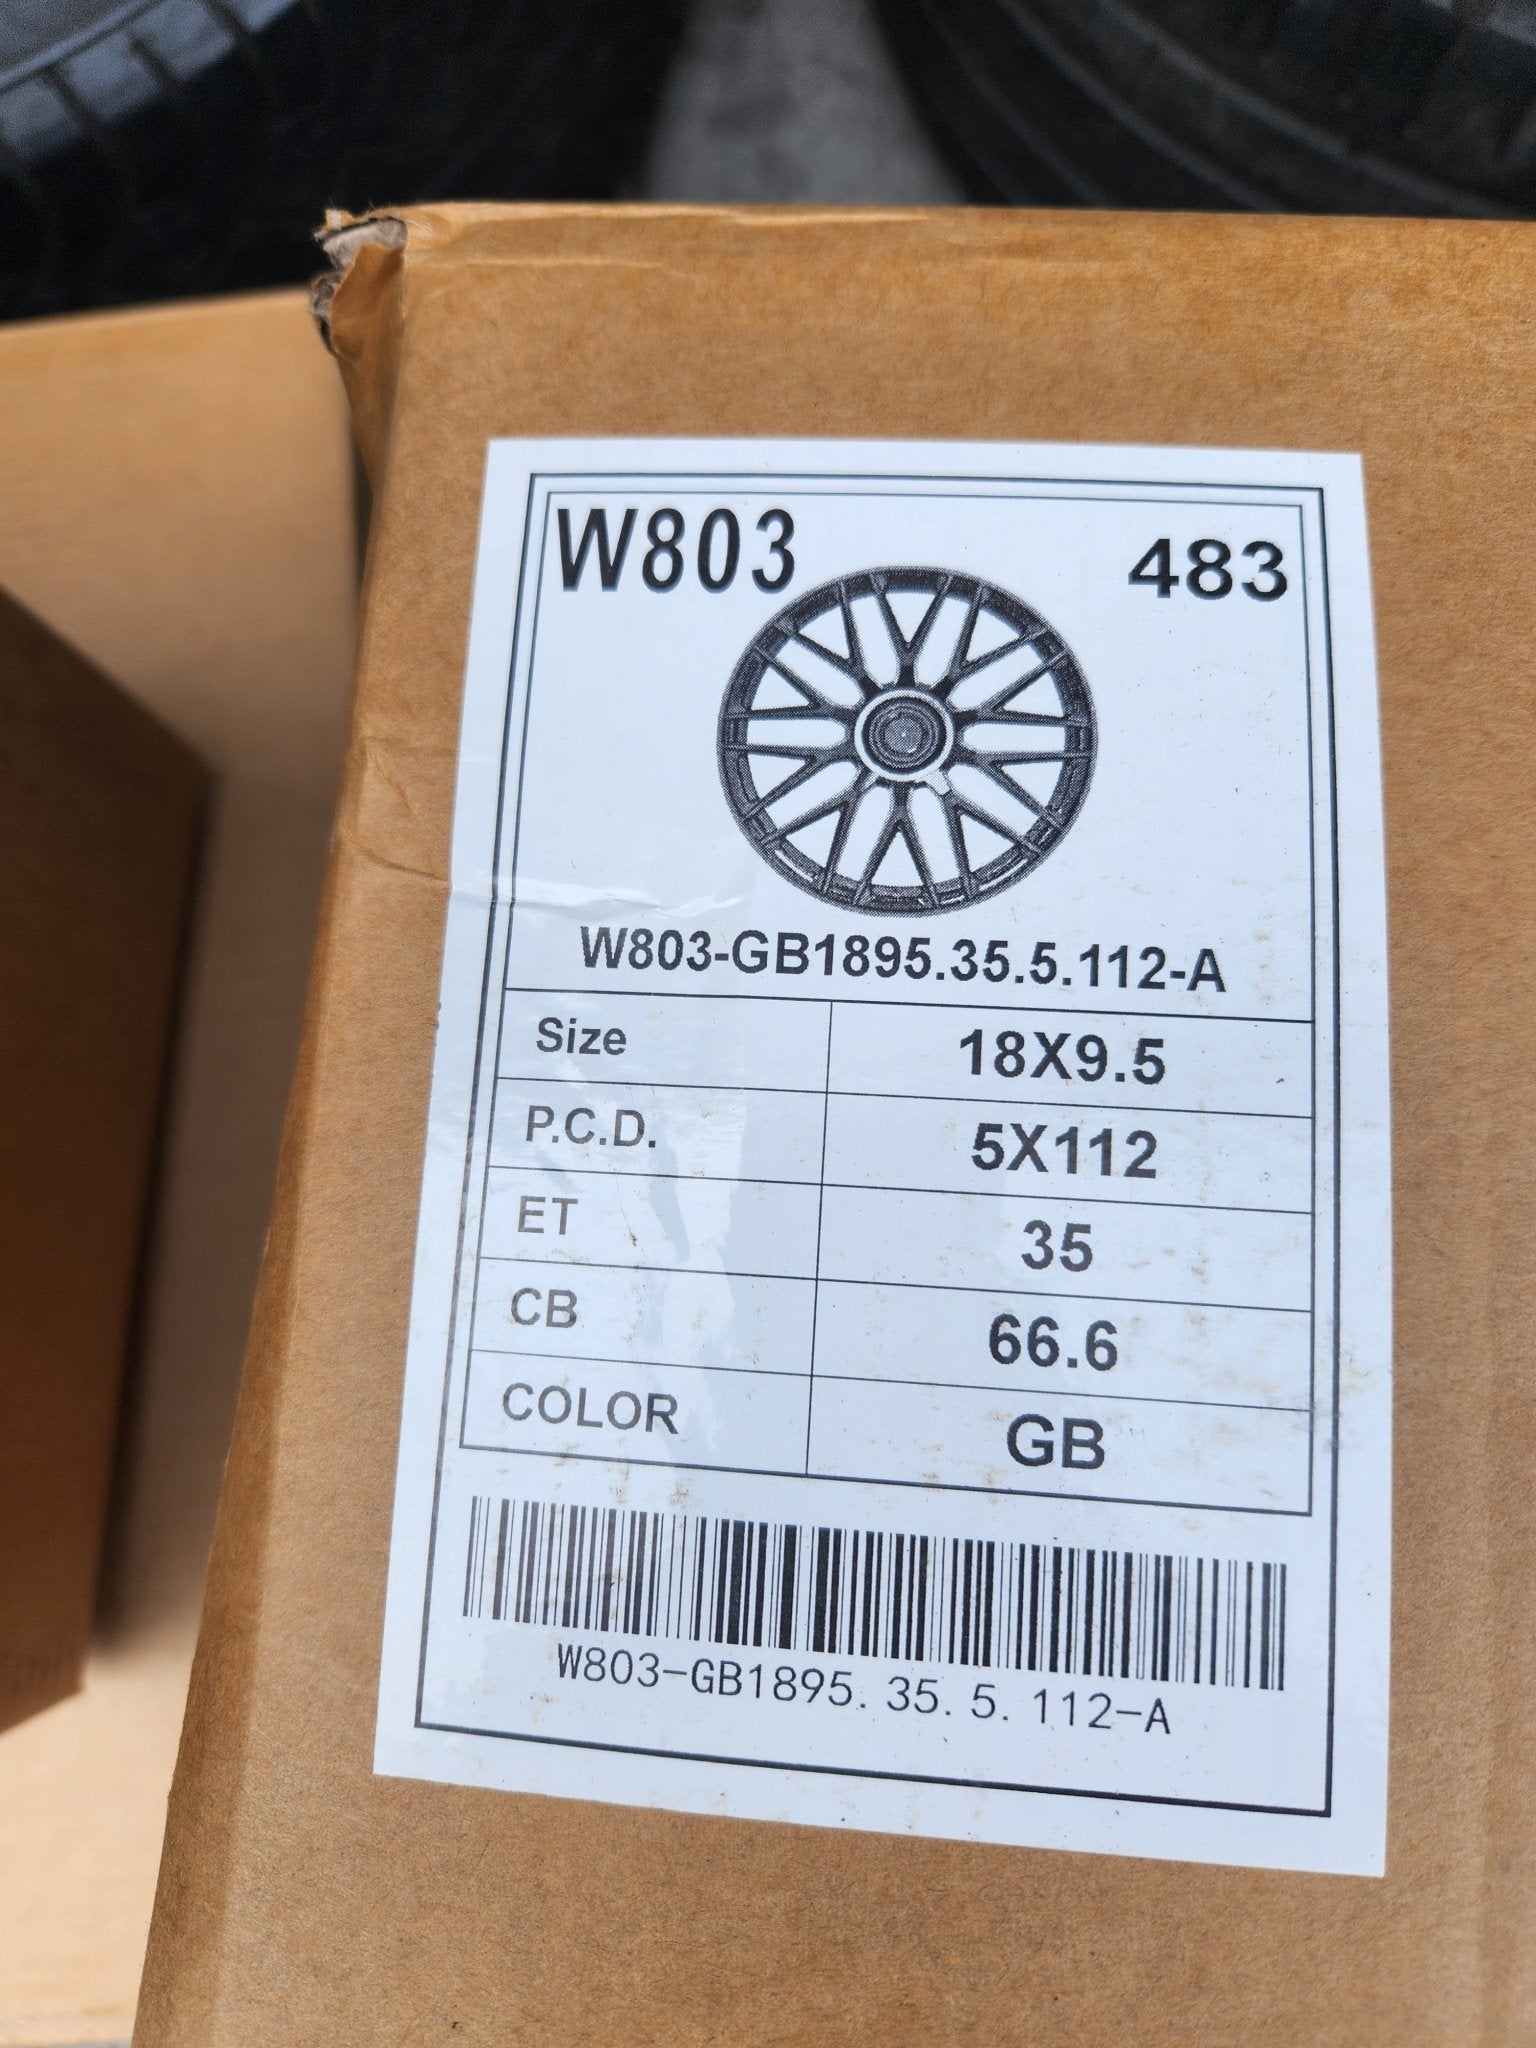 W803 483
W803-GB1895.35.5.112-A
Size 18X9.5
P.C.D. 5X112
ET 35
CB 66.6
COLOR GB
W803-GB1895.35.5.112-A